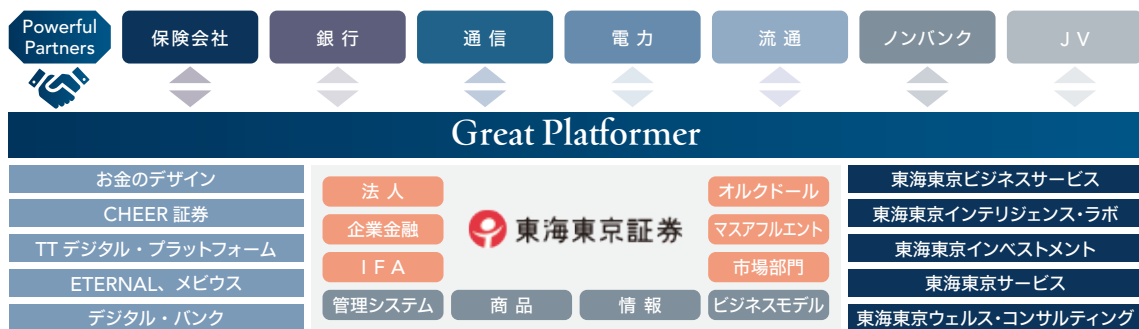 Powerful
Partners
保険会社
銀行
通信
電力
流通
ノンバンク
JV
Great Platformer
お金のデザイン
CHEER 証券
TT デジタル・プラットフォーム
ETERNAL、メビウス
デジタル・バンク
法人
企業金融
IFA
東海東京証券
オルクドール
マスアフルエント
市場部門
管理システム
商品
情報
ビジネスモデル
東海東京ビジネスサービス
東海東京インテリジェンス・ラボ
東海東京インベストメント
東海東京サービス
東海東京ウェルス・コンサルティング